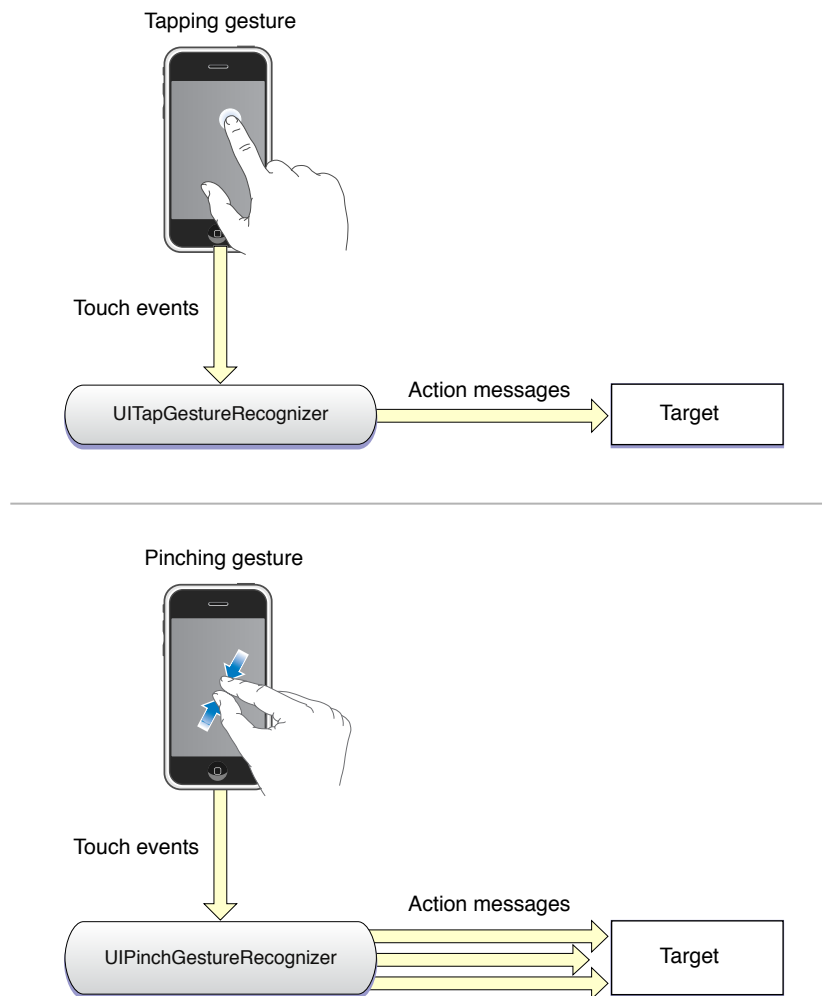 Tapping gesture
Touch events
UITapGestureRecognizer
Action messages
Target
Pinching gesture
Touch events
UIPinchGestureRecognizer
Action messages
Target